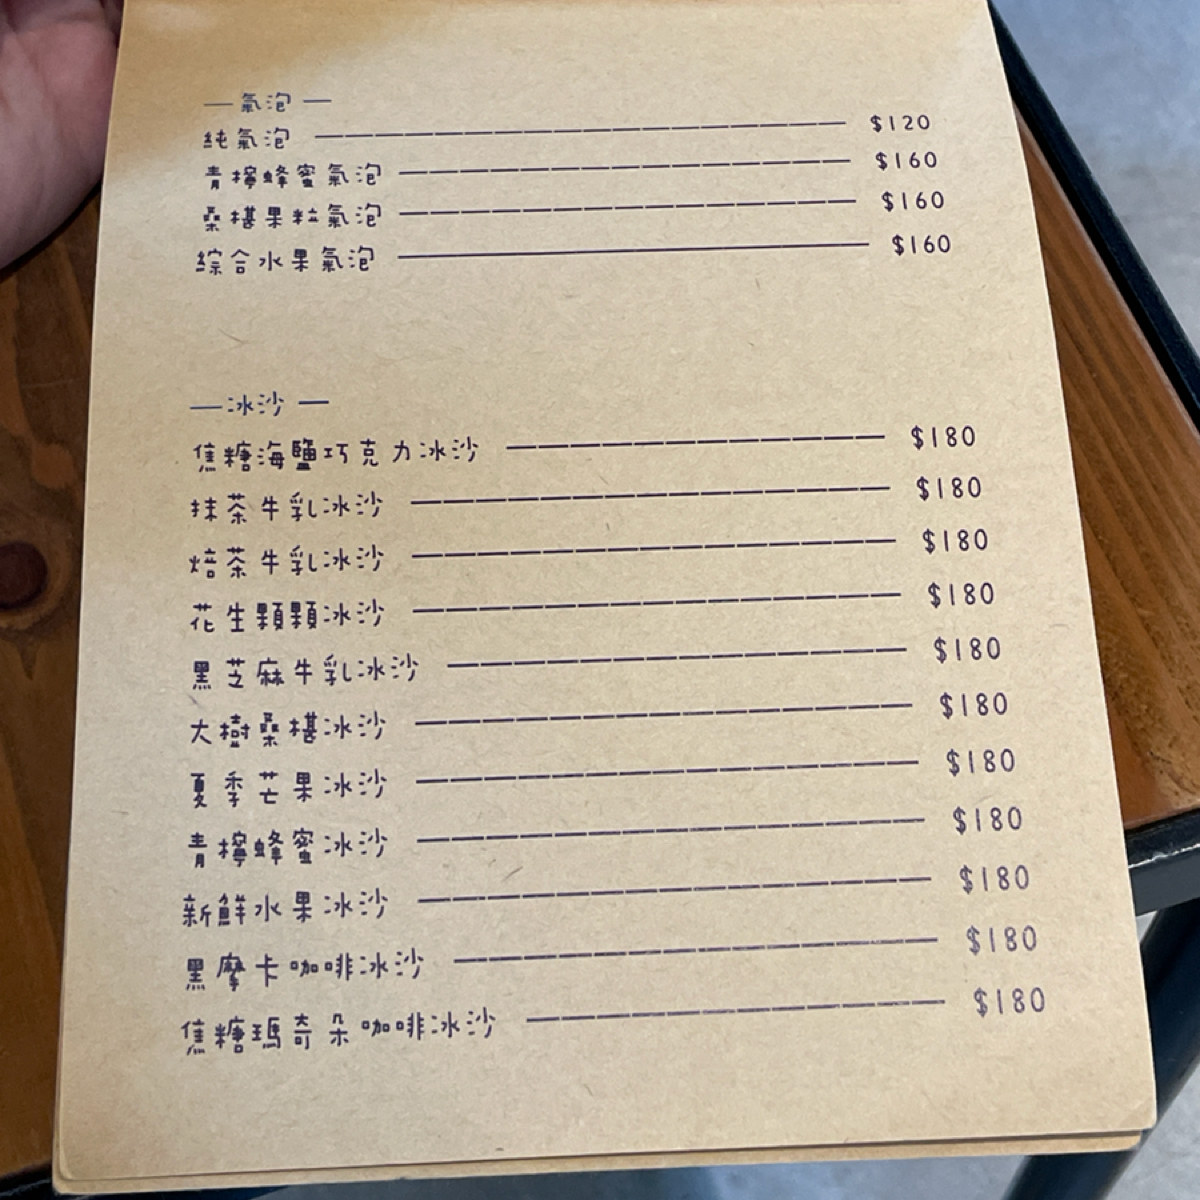 —氣泡—
純氣泡 $120
青檸蜂蜜氣泡 $160
桑椹果粒氣泡 $160
綜合水果氣泡 $160
—冰沙—
焦糖海鹽巧克力冰沙 $180
抹茶牛乳冰沙 $180
焙茶牛乳冰沙 $180
花生顆顆冰沙 $180
黑芝麻牛乳冰沙 $180
大樹桑椹冰沙 $180
夏季芒果冰沙 $180
青檸蜂蜜冰沙 $180
新鮮水果冰沙 $180
黑摩卡咖啡冰沙 $180
焦糖瑪奇朵咖啡冰沙 $180